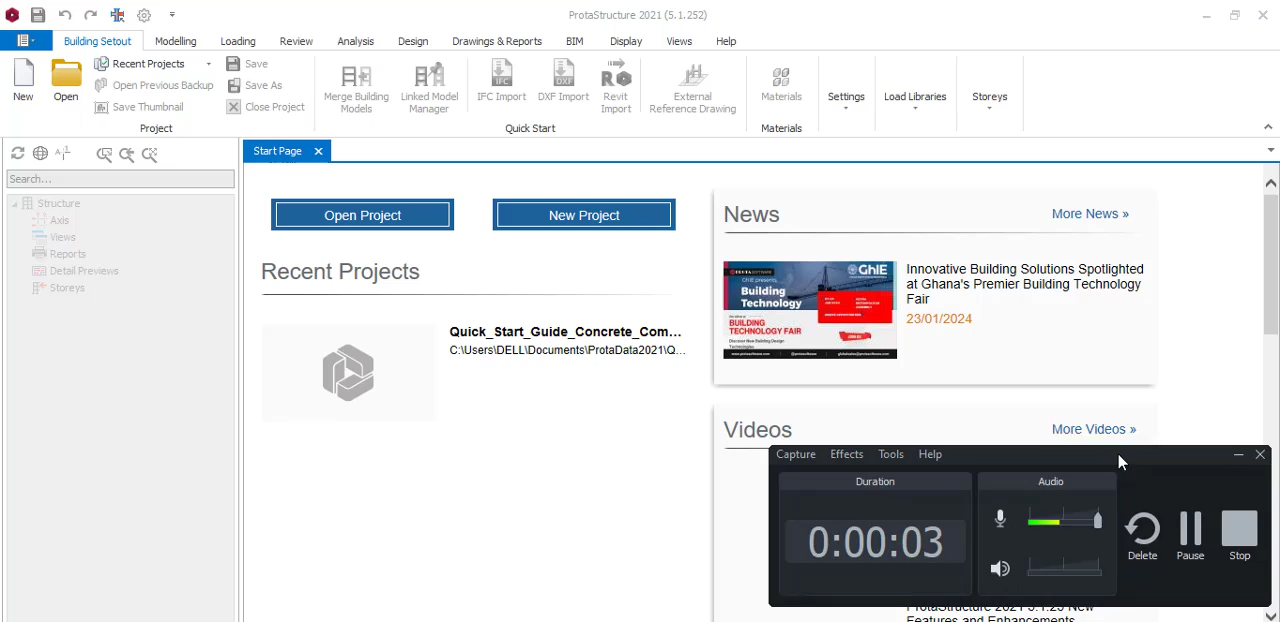 ProtaStructure 2021 (5.1.252)
Building Setout
Modelling
Loading
Review
Analysis
Design
Drawings & Reports
BIM
Display
Views
Help
New
Open
Recent Projects
Open Previous Backup
Save Thumbnail
Save
Save As
Close Project
Project
Merge Building
Models
Linked Model
Manager
IFC Import
DXF Import
Revit
Import
External
Reference Drawing
Quick Start
Materials
Materials
Settings
Load Libraries
Storeys
Search...
Structure
Axis
Views
Reports
Detail Previews
Storeys
Start Page
Open Project
New Project
Recent Projects
Quick_Start_Guide_Concrete_Com...
C:\Users\DELL\Documents\ProtaData2021\Q...
News
More News »
GhIE
GhIE presents
Building
Technology
BUILDING
TECHNOLOGY FAIR
Innovative Building Solutions Spotlighted
at Ghana's Premier Building Technology
Fair
23/01/2024
Videos
More Videos »
Capture
Effects
Tools
Help
Duration
0:00:03
Audio
Delete
Pause
Stop
ProtaStructure 2021 5.1.25 New
Features and Enhancements